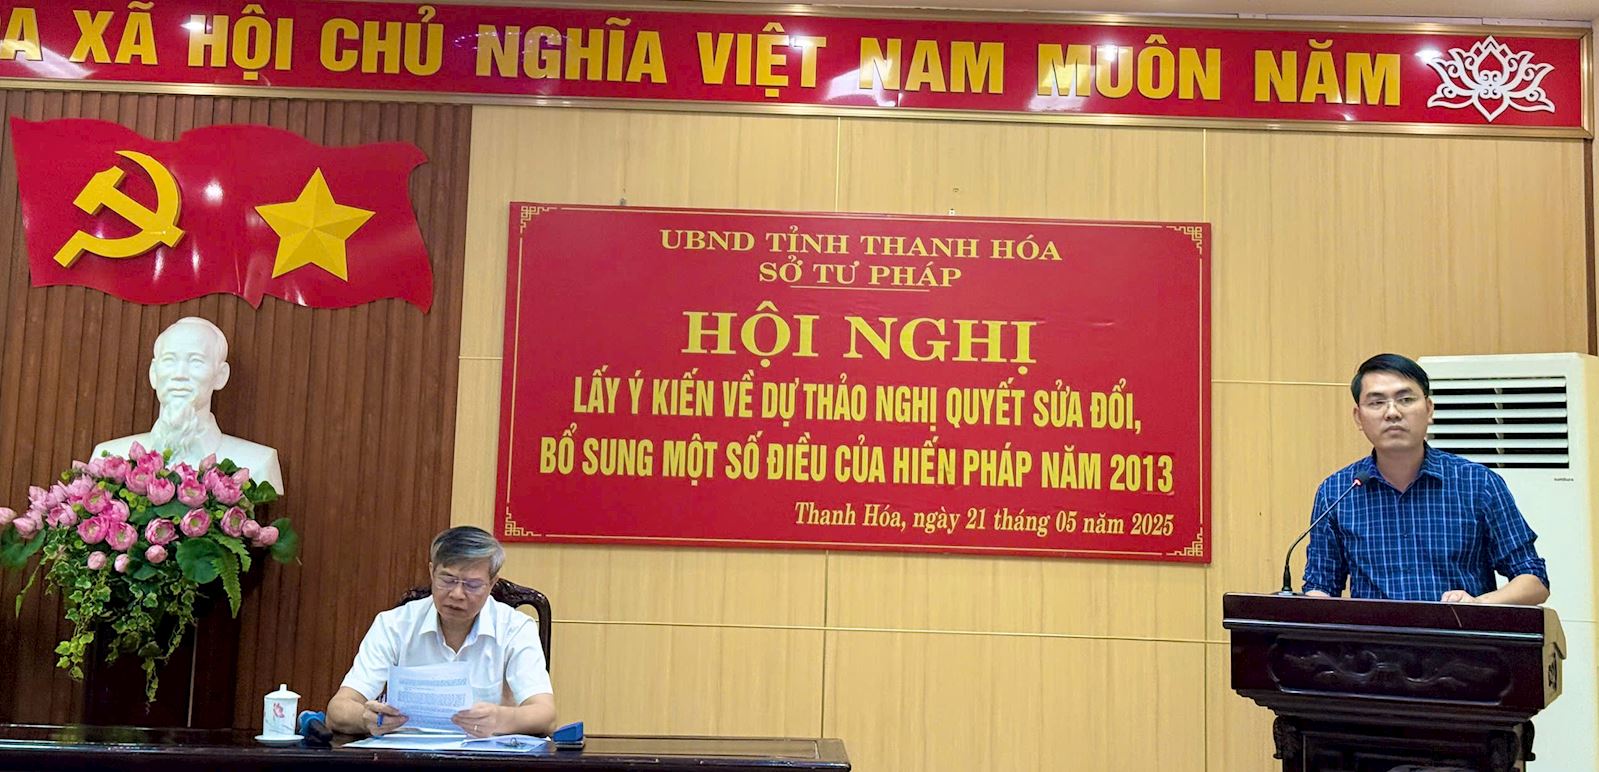 A XÃ HỘI CHỦ NGHĨA VIỆT NAM MUÔN NĂM
UBND TỈNH THANH HÓA
SỞ TƯ PHÁP
HỘI NGHỊ
LẤY Ý KIẾN VỀ DỰ THẢO NGHỊ QUYẾT SỬA ĐỔI,
BỔ SUNG MỘT SỐ ĐIỀU CỦA HIẾN PHÁP NĂM 2013
Thanh Hóa, ngày 21 tháng 05 năm 2025